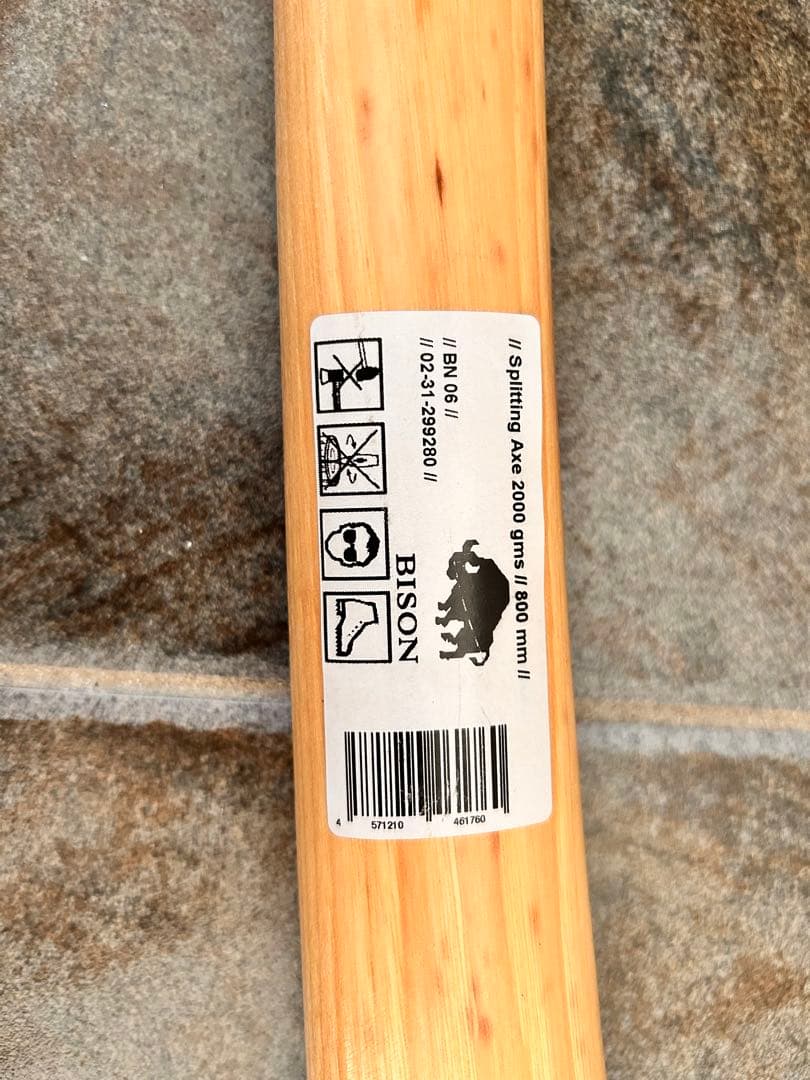 // Splitting Axe 2000 gms // 800 mm //
// BN 06 //
// 02-31-299280 //
BISON
4 571210 461760